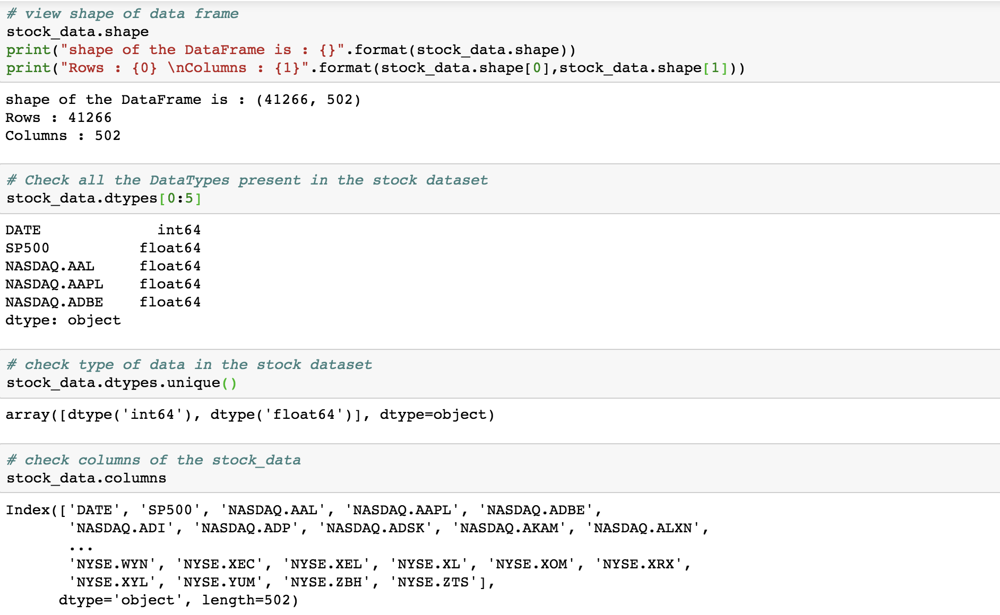 # view shape of data frame
stock_data.shape
print("shape of the DataFrame is : {}".format(stock_data.shape))
print("Rows : {0} \nColumns : {1}".format(stock_data.shape[0],stock_data.shape[1]))
shape of the DataFrame is : (41266, 502)
Rows : 41266
Columns : 502
# Check all the DataTypes present in the stock dataset
stock_data.dtypes[0:5]
DATE             int64
SP500          float64
NASDAQ.AAL     float64
NASDAQ.AAPL    float64
NASDAQ.ADBE    float64
dtype: object
# check type of data in the stock dataset
stock_data.dtypes.unique()
array([dtype('int64'), dtype('float64')], dtype=object)
# check columns of the stock_data
stock_data.columns
Index(['DATE', 'SP500', 'NASDAQ.AAL', 'NASDAQ.AAPL', 'NASDAQ.ADBE',
       'NASDAQ.ADI', 'NASDAQ.ADP', 'NASDAQ.ADSK', 'NASDAQ.AKAM', 'NASDAQ.ALXN',
       ...
       'NYSE.WYN', 'NYSE.XEC', 'NYSE.XEL', 'NYSE.XL', 'NYSE.XOM', 'NYSE.XRX',
       'NYSE.XYL', 'NYSE.YUM', 'NYSE.ZBH', 'NYSE.ZTS'],
      dtype='object', length=502)